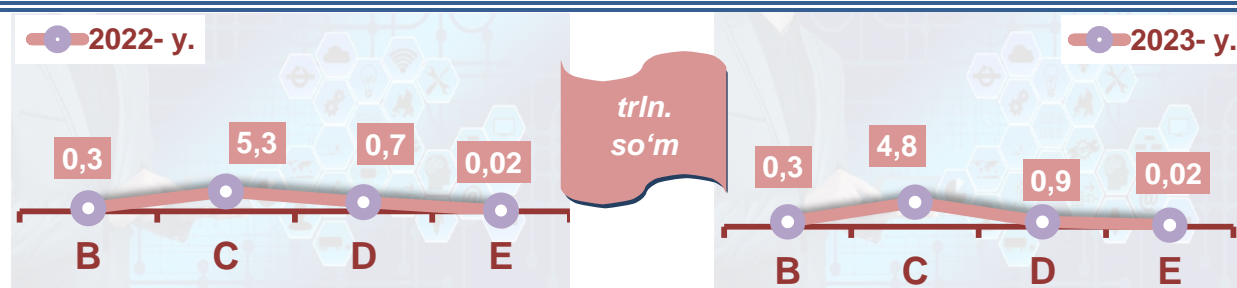 2022- y.
0,3
5,3
0,7
0,02
B C D E
trln.
so‘m
2023- y.
0,3
4,8
0,9
0,02
B C D E